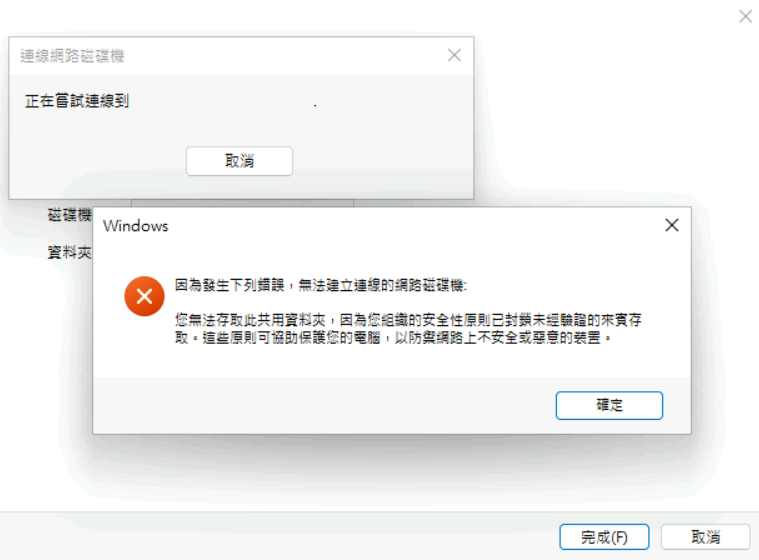 連線網路磁碟機
正在嘗試連線到 .
取消
磁碟機
資料夾
Windows
因為發生下列錯誤，無法建立連線的網路磁碟機:
您無法存取此共用資料夾，因為您組織的安全性原則已封鎖未經驗證的來賓存
取。這些原則可協助保護您的電腦，以防禦網路上不安全或惡意的裝置。
確定
完成(F)
取消